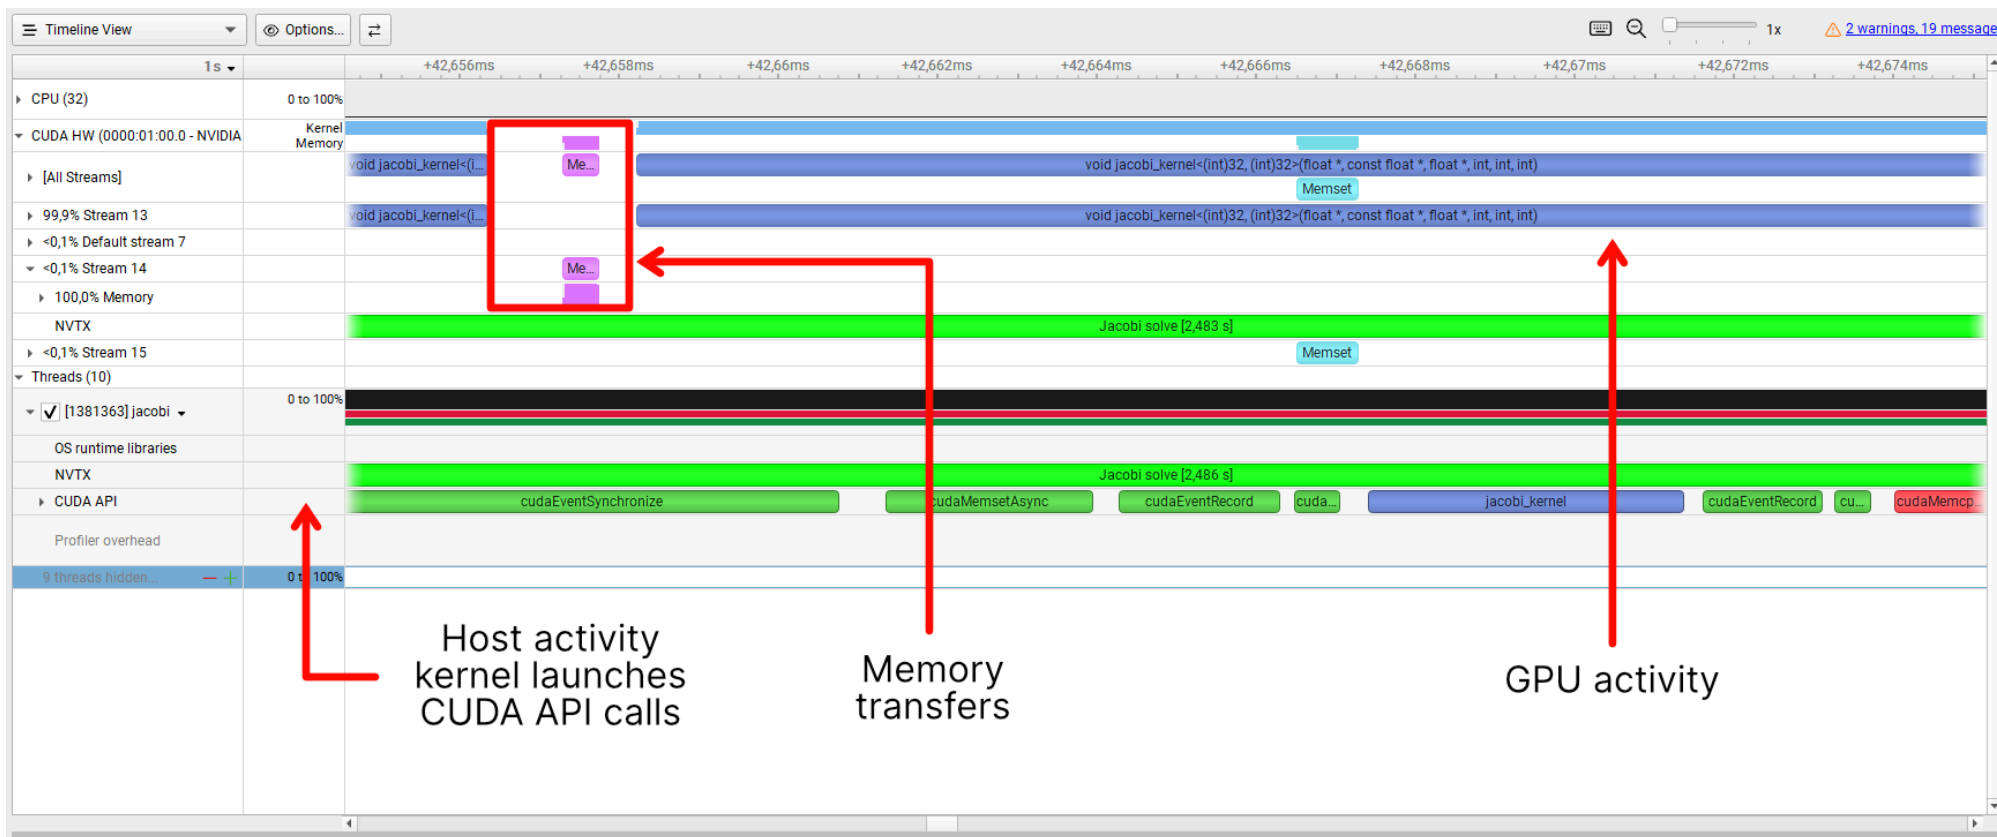 Timeline View
Options...
1x
2 warnings, 19 message
1s
+42,656ms +42,658ms +42,66ms +42,662ms +42,664ms +42,666ms +42,668ms +42,67ms +42,672ms +42,674ms
CPU (32) 0 to 100%
CUDA HW (0000:01:00.0 - NVIDIA Kernel
Memory
[All Streams] void jacobi_kernel<(i... Me... void jacobi_kernel<(int)32, (int)32>(float *, const float *, float *, int, int, int)
Memset
99,9% Stream 13 void jacobi_kernel<(i... void jacobi_kernel<(int)32, (int)32>(float *, const float *, float *, int, int, int)
<0,1% Default stream 7
<0,1% Stream 14 Me...
100,0% Memory
NVTX Jacobi solve [2,483 s]
<0,1% Stream 15 Memset
Threads (10)
[1381363] jacobi 0 to 100%
OS runtime libraries
NVTX Jacobi solve [2,486 s]
CUDA API cudaEventSynchronize cudaMemsetAsync cudaEventRecord cuda... jacobi_kernel cudaEventRecord cu... cudaMemcp...
Profiler overhead
9 threads hidden... 0 to 100%
Host activity
kernel launches
CUDA API calls
Memory
transfers
GPU activity